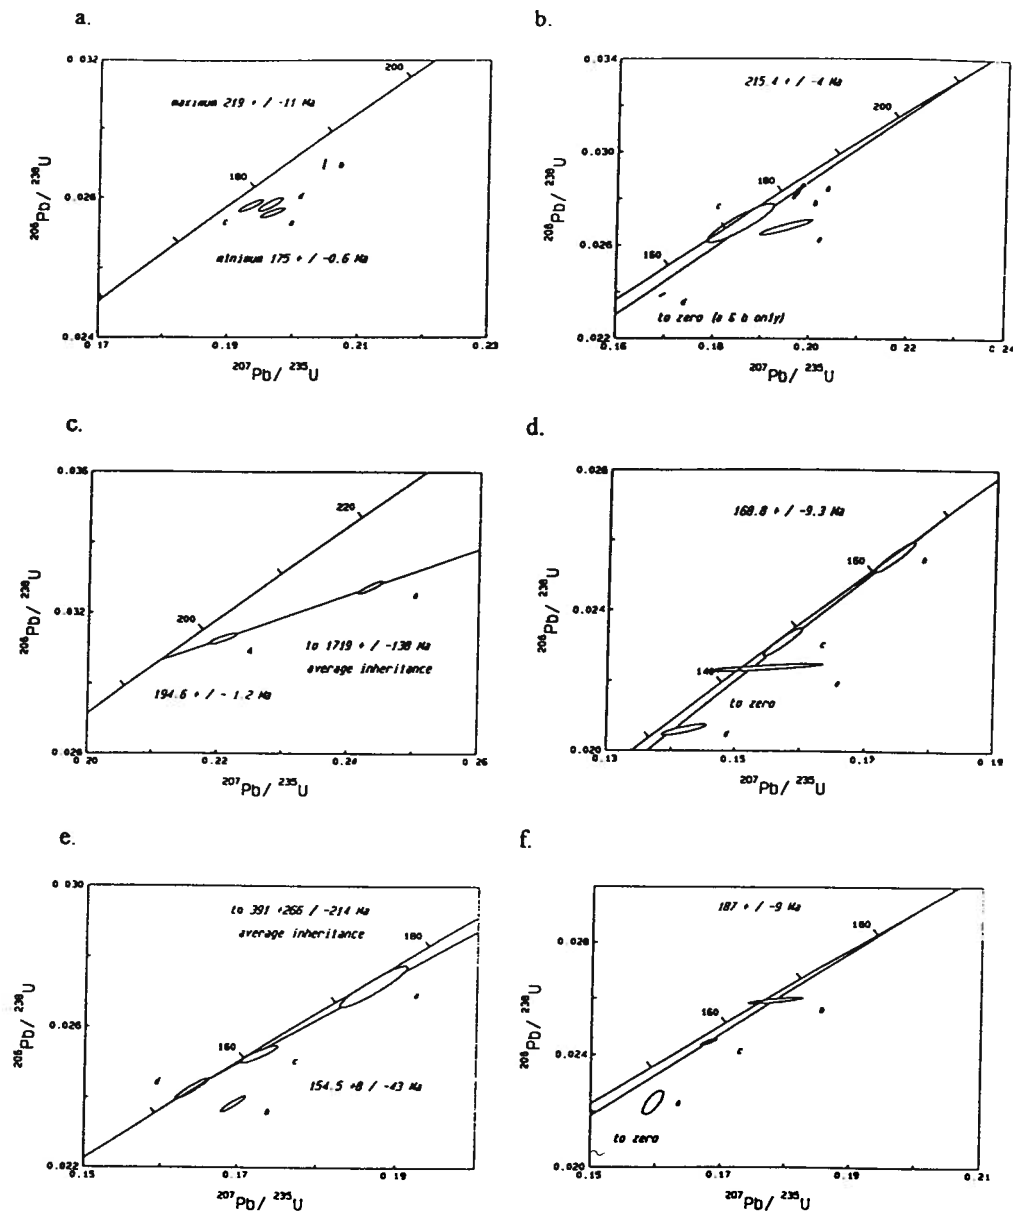 a.
0.032
200
maximum 219 + / -11 Ma
206Pb/ 238U
180
0.028
minimum 175 + / -0.6 Ma
0.024
0.17
0.19
0.21
0.23
207Pb/ 235U
b.
0.034
215.4 + / -4 Ma
200
0.030
206Pb/ 238U
180
c
0.026
160
d
to zero (a & b only)
0.022
0.16
0.18
0.20
0.22
0.24
207Pb/ 235U
c.
0.036
220
206Pb/ 238U
0.032
200
to 1719 + / -138 Ma
average inheritance
194.6 + / - 1.2 Ma
0.028
0.20
0.22
0.24
0.26
207Pb/ 235U
d.
0.028
168.8 + / -9.3 Ma
160
b
206Pb/ 238U
0.024
c
140
to zero
0.020
0.13
0.15
0.17
0.19
207Pb/ 235U
e.
0.030
to 391 +266 / -214 Ma
average inheritance
180
206Pb/ 238U
0.026
160
c
d
154.5 +8 / -43 Ma
b
0.022
0.15
0.17
0.19
207Pb/ 235U
f.
187 + / -9 Ma
180
0.028
206Pb/ 238U
160
b
0.024
c
to zero
0.020
0.15
0.17
0.19
0.21
207Pb/ 235U